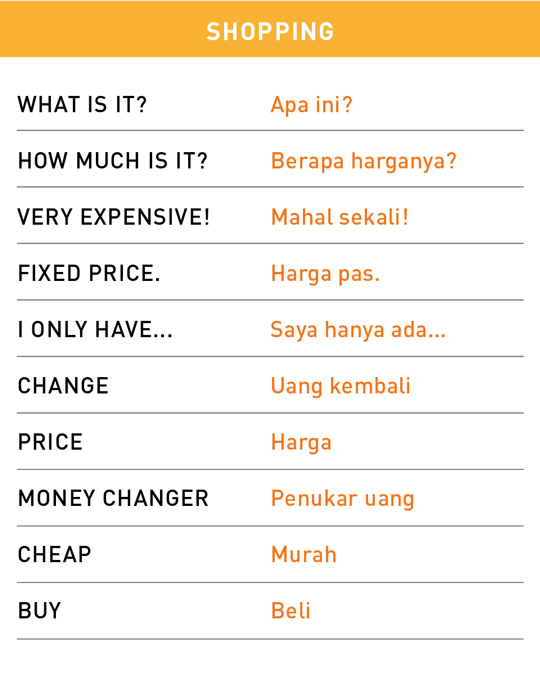 SHOPPING
WHAT IS IT? Apa ini?
HOW MUCH IS IT? Berapa harganya?
VERY EXPENSIVE! Mahal sekali!
FIXED PRICE. Harga pas.
I ONLY HAVE... Saya hanya ada...
CHANGE Uang kembali
PRICE Harga
MONEY CHANGER Penukar uang
CHEAP Murah
BUY Beli